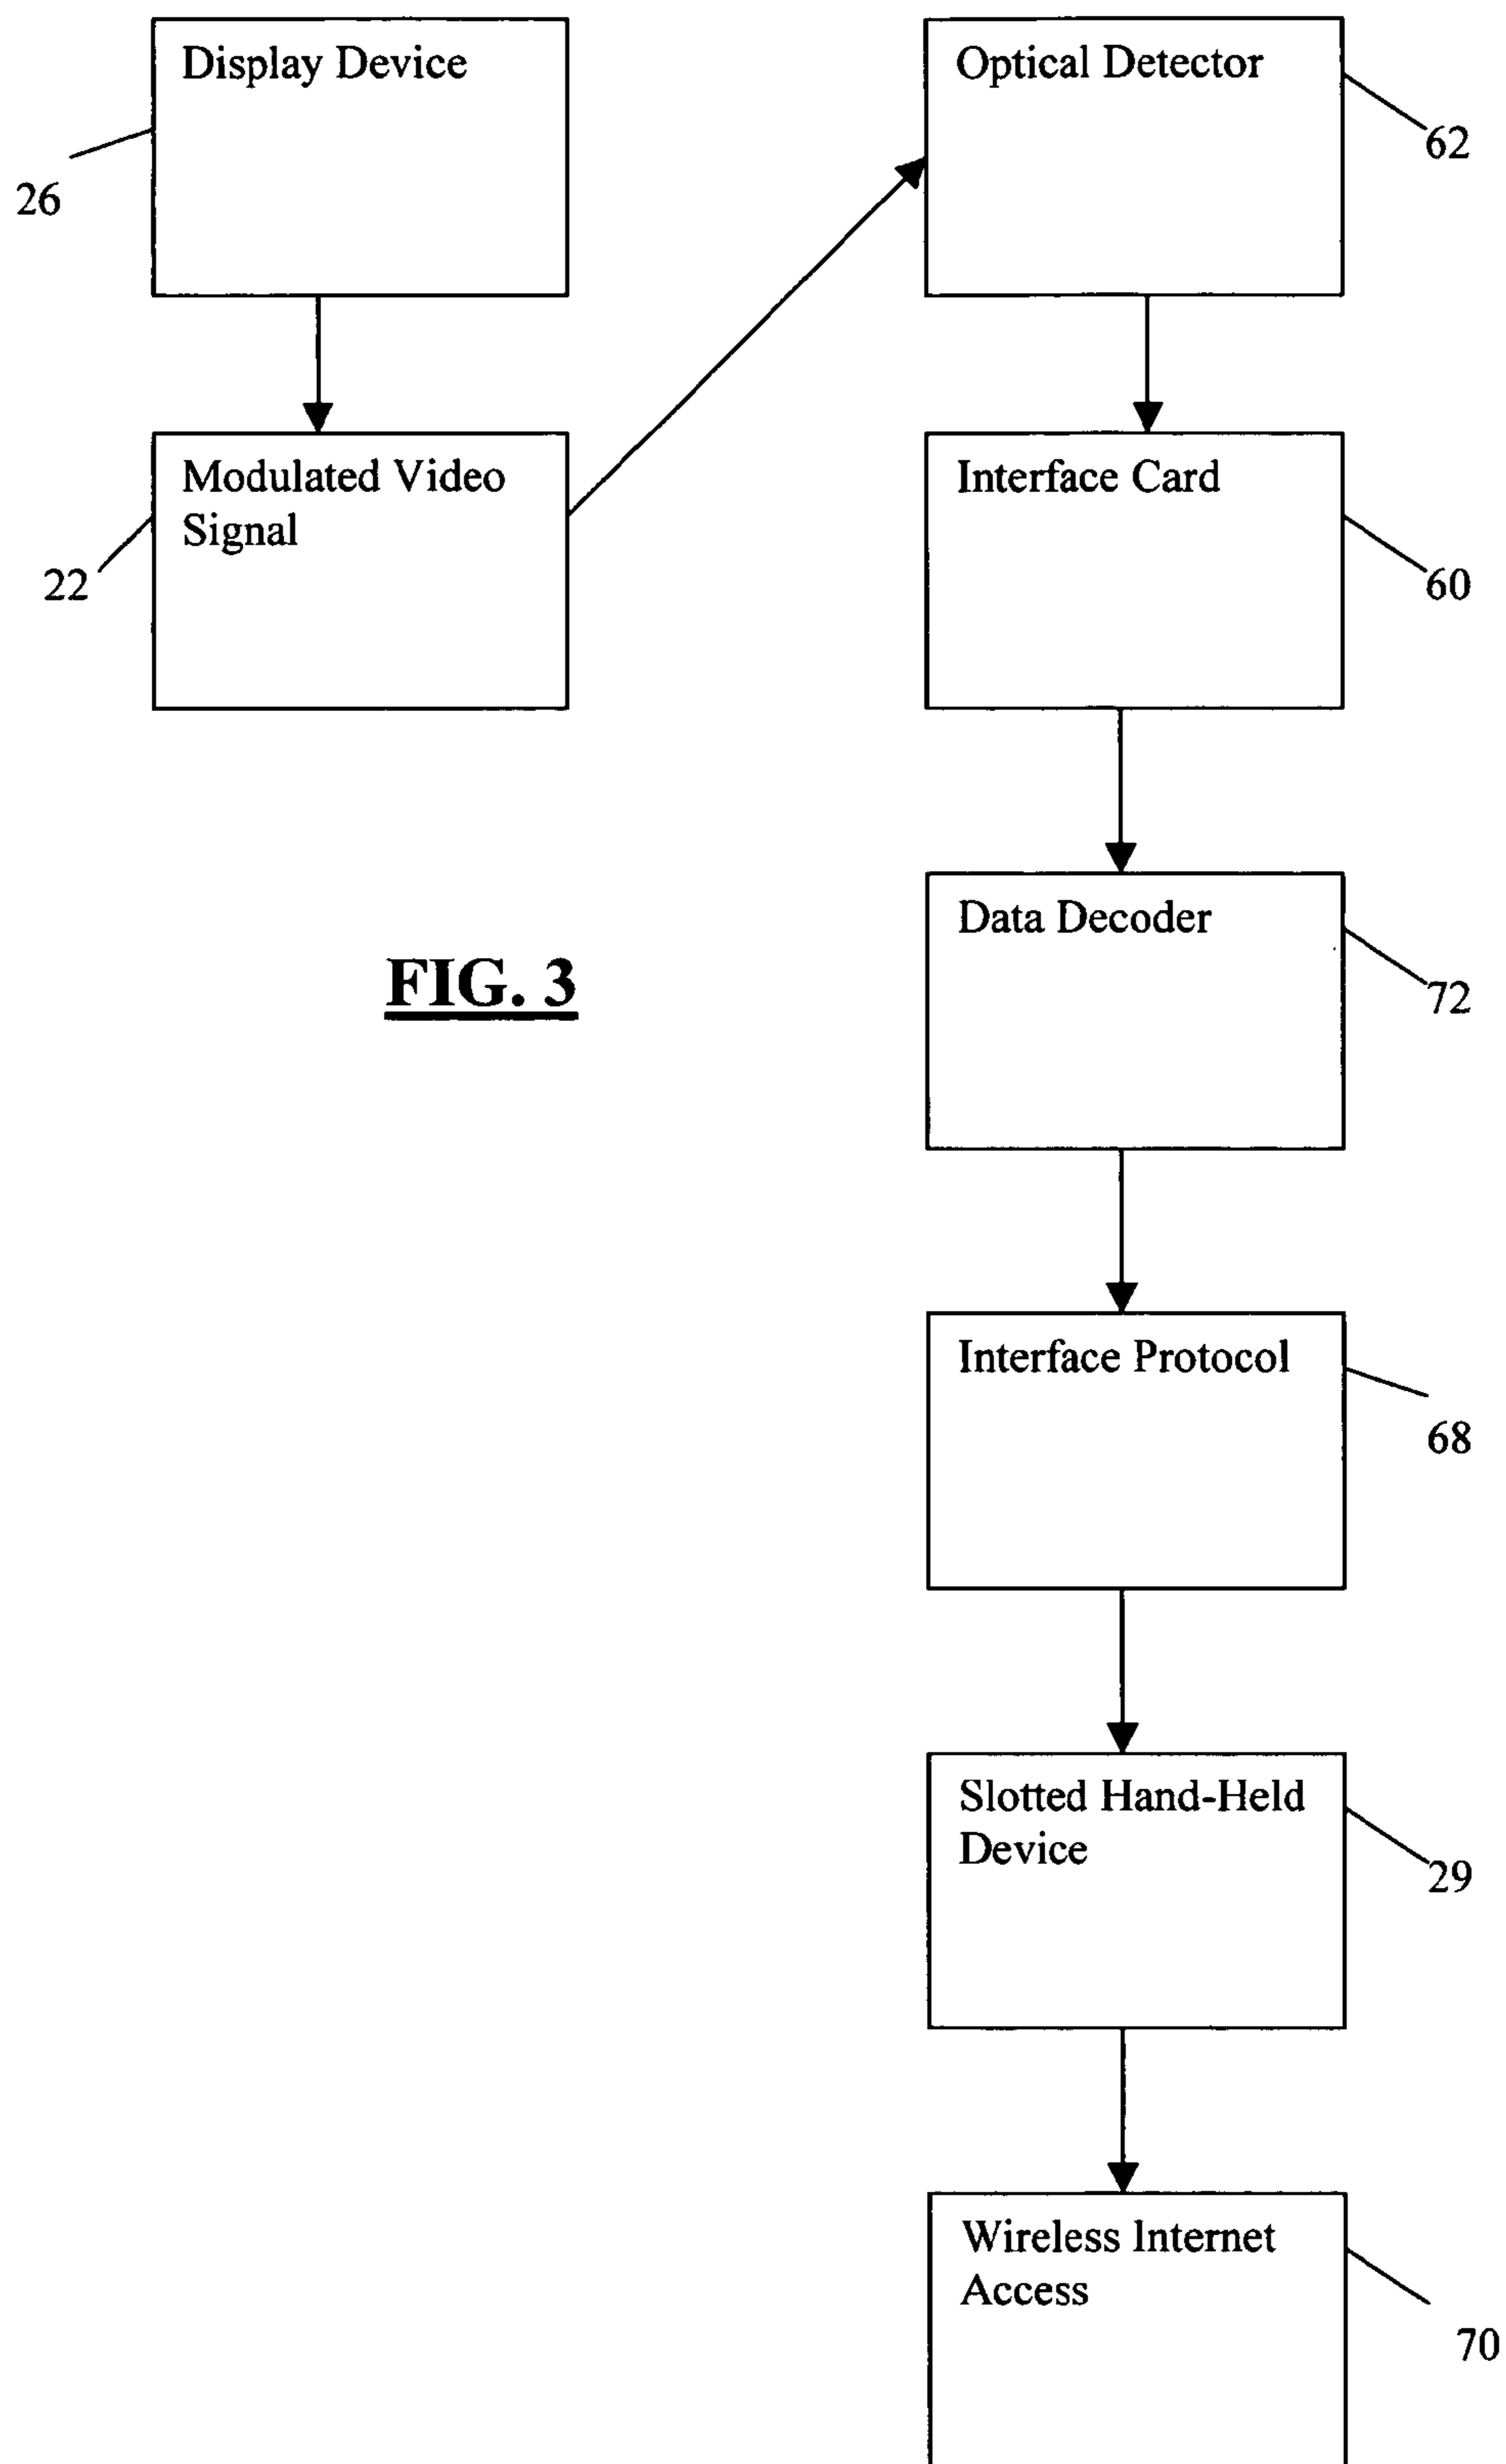 Display Device
26
Modulated Video
Signal
22
FIG. 3
Optical Detector
62
Interface Card
60
Data Decoder
72
Interface Protocol
68
Slotted Hand-Held
Device
29
Wireless Internet
Access
70